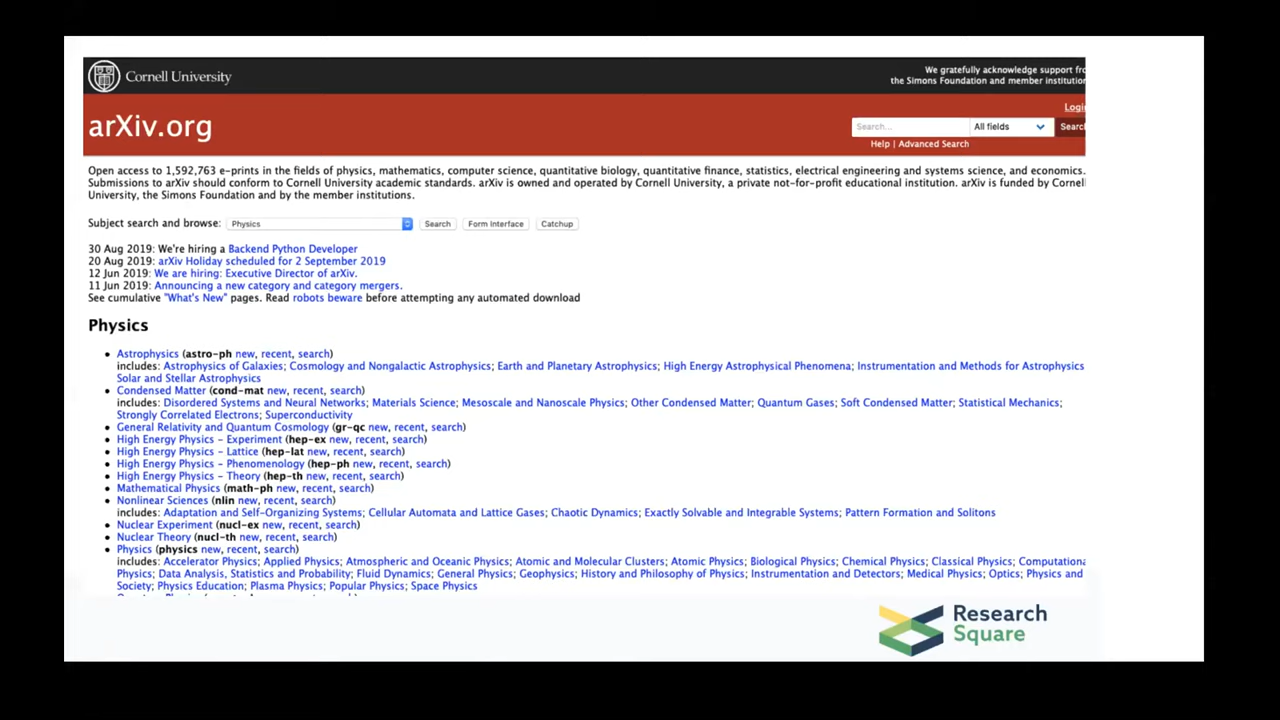 Cornell University
We gratefully acknowledge support fro
the Simons Foundation and member institution
arXiv.org
Login
Search...
All fields
Search
Help | Advanced Search
Open access to 1,592,763 e-prints in the fields of physics, mathematics, computer science, quantitative biology, quantitative finance, statistics, electrical engineering and systems science, and economics.
Submissions to arXiv should conform to Cornell University academic standards. arXiv is owned and operated by Cornell University, a private not-for-profit educational institution. arXiv is funded by Cornell
University, the Simons Foundation and by the member institutions.
Subject search and browse: Physics Search Form Interface Catchup
30 Aug 2019: We're hiring a Backend Python Developer
20 Aug 2019: arXiv Holiday scheduled for 2 September 2019
12 Jun 2019: We are hiring: Executive Director of arXiv.
11 Jun 2019: Announcing a new category and category mergers.
See cumulative "What's New" pages. Read robots beware before attempting any automated download
Physics
• Astrophysics (astro-ph new, recent, search)
includes: Astrophysics of Galaxies; Cosmology and Nongalactic Astrophysics; Earth and Planetary Astrophysics; High Energy Astrophysical Phenomena; Instrumentation and Methods for Astrophysics
Solar and Stellar Astrophysics
• Condensed Matter (cond-mat new, recent, search)
includes: Disordered Systems and Neural Networks; Materials Science; Mesoscale and Nanoscale Physics; Other Condensed Matter; Quantum Gases; Soft Condensed Matter; Statistical Mechanics;
Strongly Correlated Electrons; Superconductivity
• General Relativity and Quantum Cosmology (gr-qc new, recent, search)
• High Energy Physics - Experiment (hep-ex new, recent, search)
• High Energy Physics - Lattice (hep-lat new, recent, search)
• High Energy Physics - Phenomenology (hep-ph new, recent, search)
• High Energy Physics - Theory (hep-th new, recent, search)
• Mathematical Physics (math-ph new, recent, search)
• Nonlinear Sciences (nlin new, recent, search)
includes: Adaptation and Self-Organizing Systems; Cellular Automata and Lattice Gases; Chaotic Dynamics; Exactly Solvable and Integrable Systems; Pattern Formation and Solitons
• Nuclear Experiment (nucl-ex new, recent, search)
• Nuclear Theory (nucl-th new, recent, search)
• Physics (physics new, recent, search)
includes: Accelerator Physics; Applied Physics; Atmospheric and Oceanic Physics; Atomic and Molecular Clusters; Atomic Physics; Biological Physics; Chemical Physics; Classical Physics; Computationa
Physics; Data Analysis, Statistics and Probability; Fluid Dynamics; General Physics; Geophysics; History and Philosophy of Physics; Instrumentation and Detectors; Medical Physics; Optics; Physics and
Society; Physics Education; Plasma Physics; Popular Physics; Space Physics
Research
Square